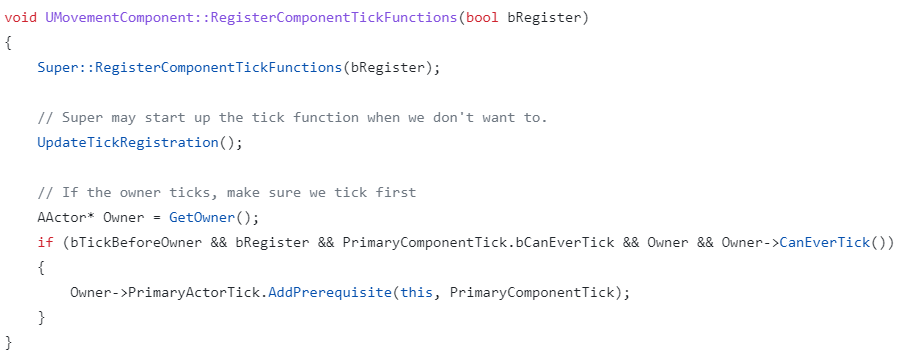 void UMovementComponent::RegisterComponentTickFunctions(bool bRegister)
{
    Super::RegisterComponentTickFunctions(bRegister);

    // Super may start up the tick function when we don't want to.
    UpdateTickRegistration();

    // If the owner ticks, make sure we tick first
    AActor* Owner = GetOwner();
    if (bTickBeforeOwner && bRegister && PrimaryComponentTick.bCanEverTick && Owner && Owner->CanEverTick())
    {
        Owner->PrimaryActorTick.AddPrerequisite(this, PrimaryComponentTick);
    }
}